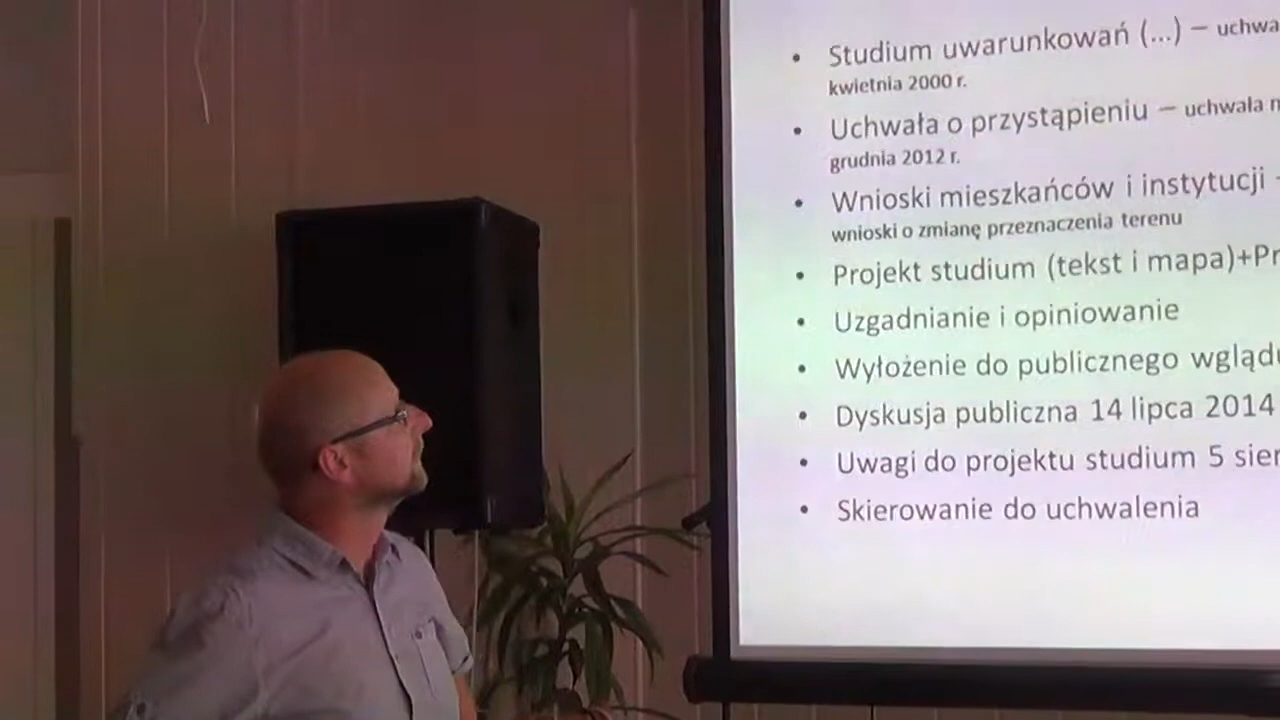 • Studium uwarunkowań (...) – uchwa
kwietnia 2000 r.
• Uchwała o przystąpieniu – uchwała n
grudnia 2012 r.
• Wnioski mieszkańców i instytucji -
wnioski o zmianę przeznaczenia terenu
• Projekt studium (tekst i mapa)+Pr
• Uzgadnianie i opiniowanie
• Wyłożenie do publicznego wglądu
• Dyskusja publiczna 14 lipca 2014
• Uwagi do projektu studium 5 sier
• Skierowanie do uchwalenia